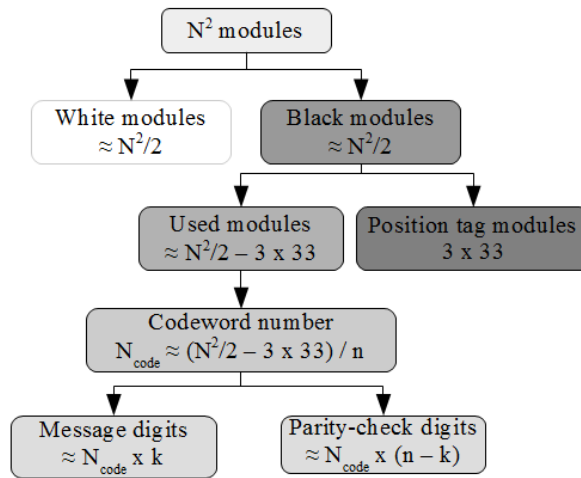 N² modules
White modules
≈ N²/2
Black modules
≈ N²/2
Used modules
≈ N²/2 – 3 x 33
Position tag modules
3 x 33
Codeword number
N_code ≈ (N²/2 – 3 x 33) / n
Message digits
≈ N_code x k
Parity-check digits
≈ N_code x (n – k)